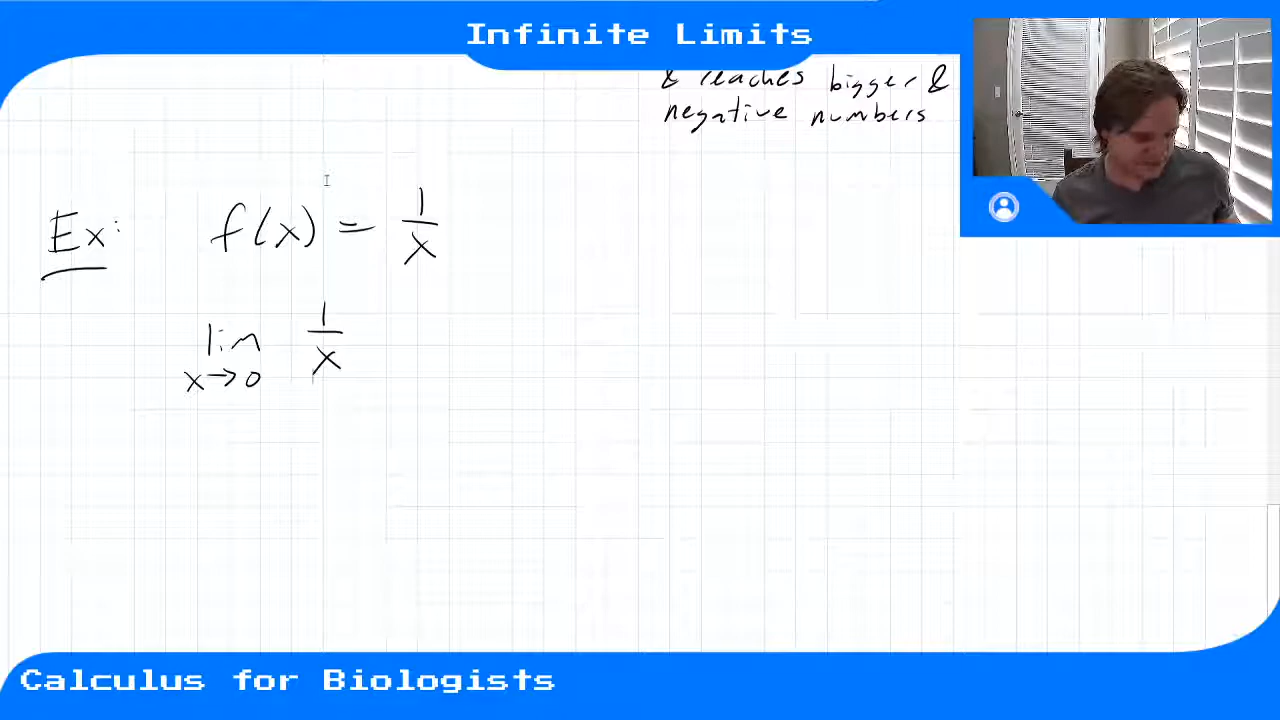 Infinite Limits
& reaches bigger &
negative numbers
Ex: f(x) = 1/x
lim x→0 1/x
Calculus for Biologists